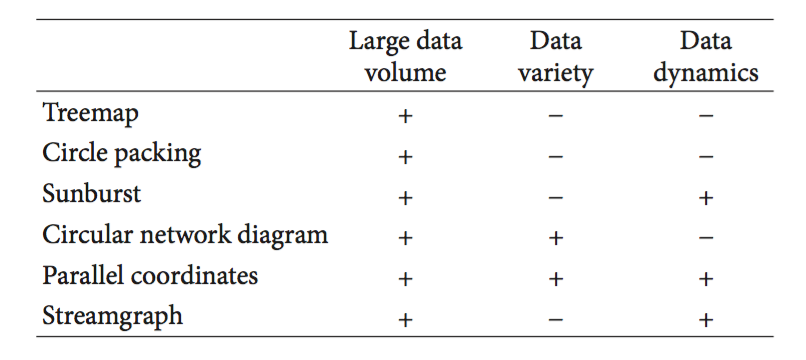 Large data Data Data
volume variety dynamics
Treemap + − −
Circle packing + − −
Sunburst + − +
Circular network diagram + + −
Parallel coordinates + + +
Streamgraph + − +